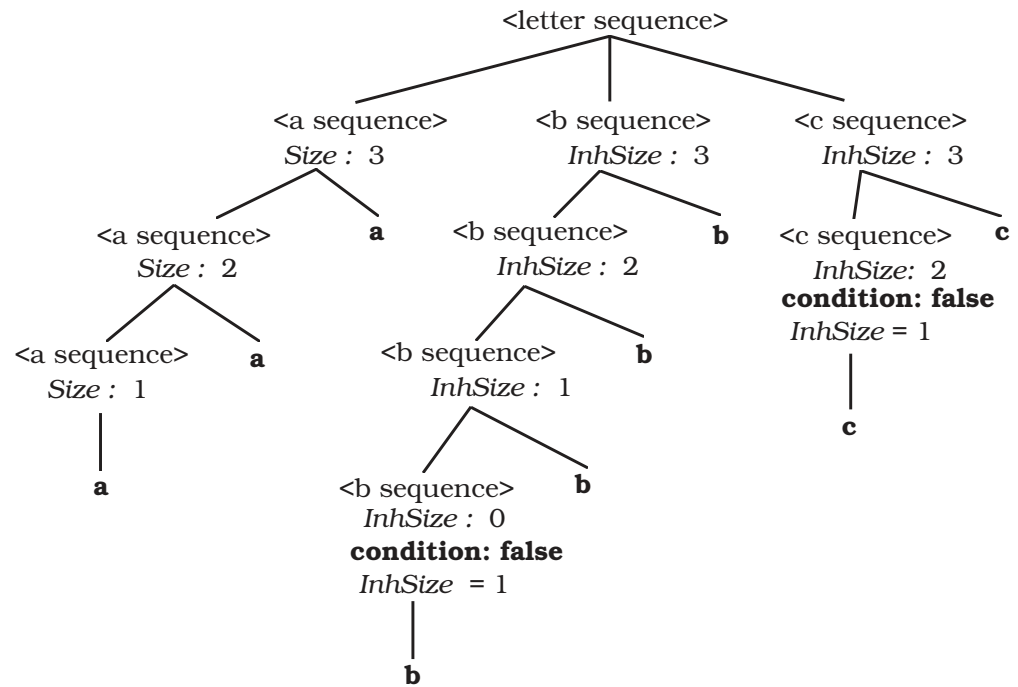 <letter sequence>
<a sequence> <b sequence> <c sequence>
Size : 3 InhSize : 3 InhSize : 3
<a sequence> a <b sequence> b <c sequence> c
Size : 2 InhSize : 2 InhSize: 2
condition: false
InhSize = 1
<a sequence> a <b sequence> b
Size : 1 InhSize : 1
c
a <b sequence> b
InhSize : 0
condition: false
InhSize = 1
b